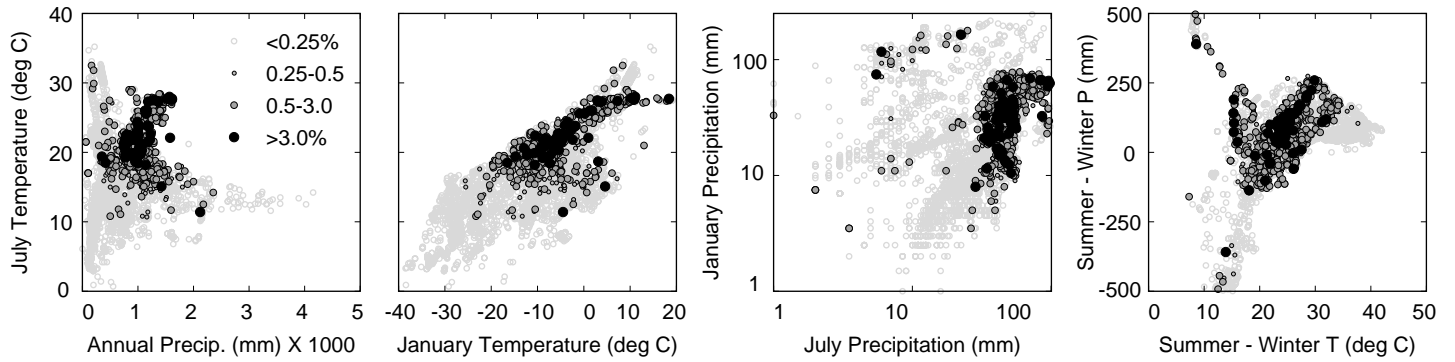 July Temperature (deg C)
40
30
20
10
0
0 1 2 3 4 5
Annual Precip. (mm) X 1000
<0.25%
0.25-0.5
0.5-3.0
>3.0%
-40 -30 -20 -10 0 10 20
January Temperature (deg C)
January Precipitation (mm)
100
10
1
1 10 100
July Precipitation (mm)
Summer - Winter P (mm)
500
250
0
-250
-500
0 10 20 30 40 50
Summer - Winter T (deg C)